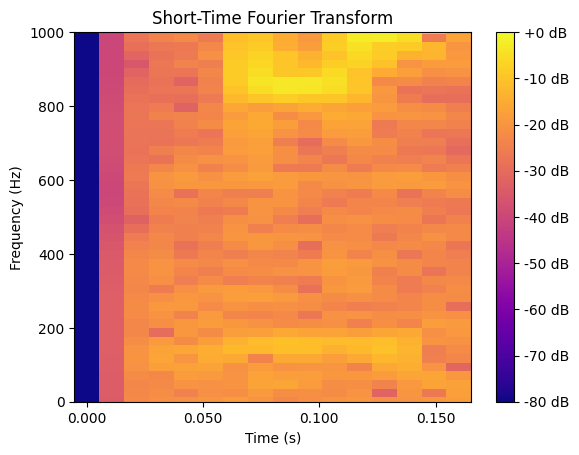 Short-Time Fourier Transform
1000
800
600
400
200
0
Frequency (Hz)
0.000
0.050
0.100
0.150
Time (s)
+0 dB
-10 dB
-20 dB
-30 dB
-40 dB
-50 dB
-60 dB
-70 dB
-80 dB